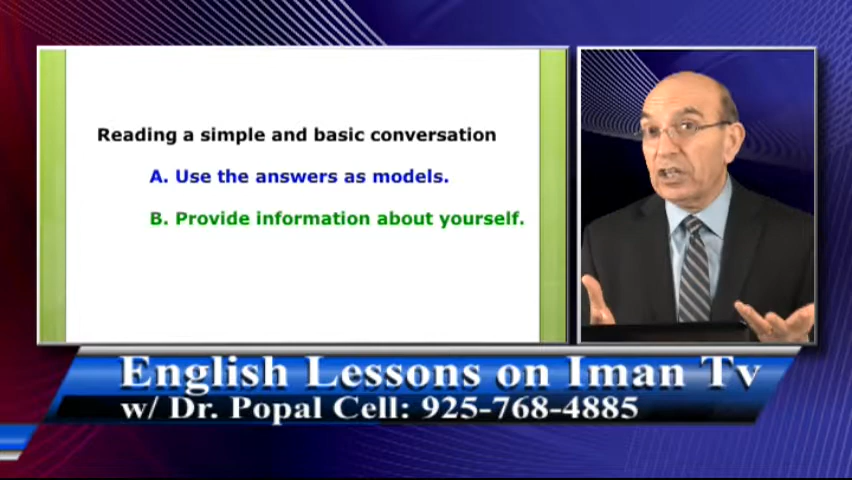 Reading a simple and basic conversation
A. Use the answers as models.
B. Provide information about yourself.
English Lessons on Iman Tv
w/ Dr. Popal Cell: 925-768-4885